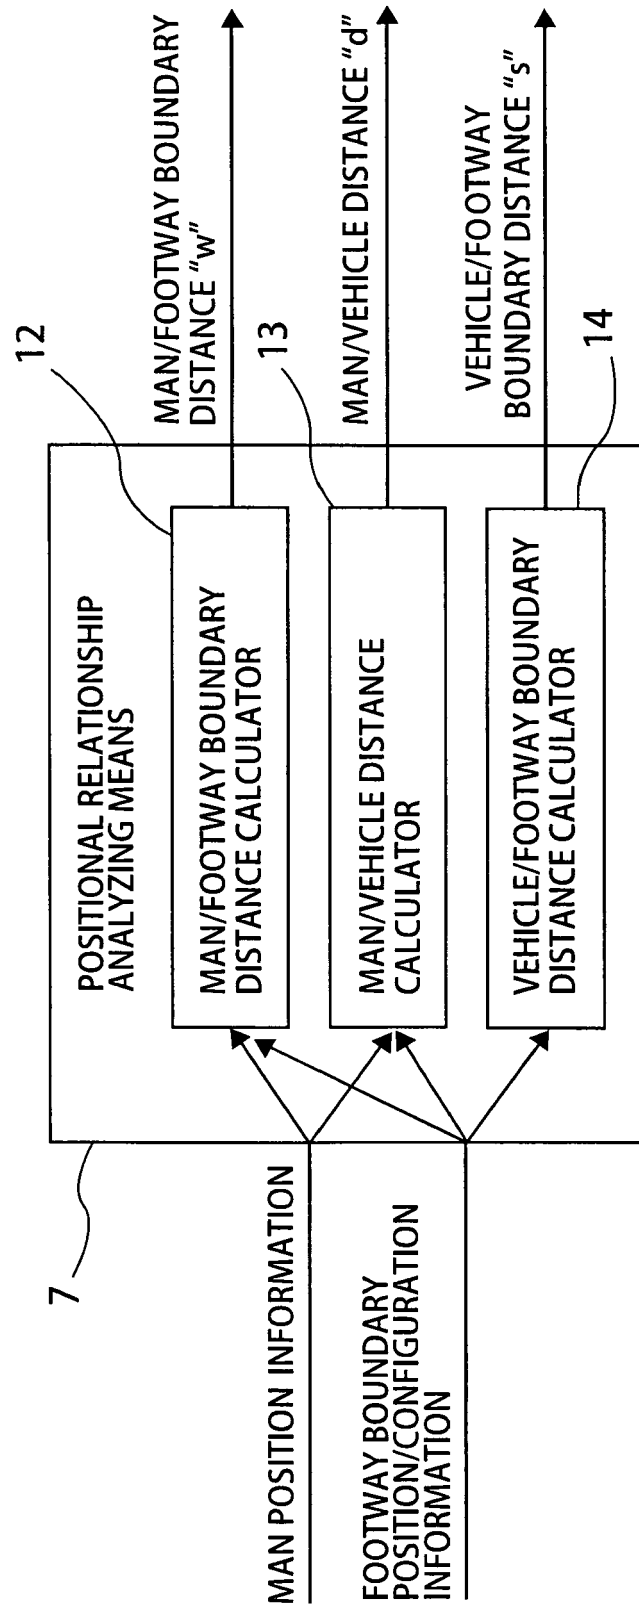 7
MAN POSITION INFORMATION
FOOTWAY BOUNDARY
POSITION/CONFIGURATION
INFORMATION
POSITIONAL RELATIONSHIP
ANALYZING MEANS
MAN/FOOTWAY BOUNDARY
DISTANCE CALCULATOR
MAN/VEHICLE DISTANCE
CALCULATOR
VEHICLE/FOOTWAY BOUNDARY
DISTANCE CALCULATOR
12
MAN/FOOTWAY BOUNDARY
DISTANCE “w”
13
MAN/VEHICLE DISTANCE “d”
VEHICLE/FOOTWAY
BOUNDARY DISTANCE “s”
14